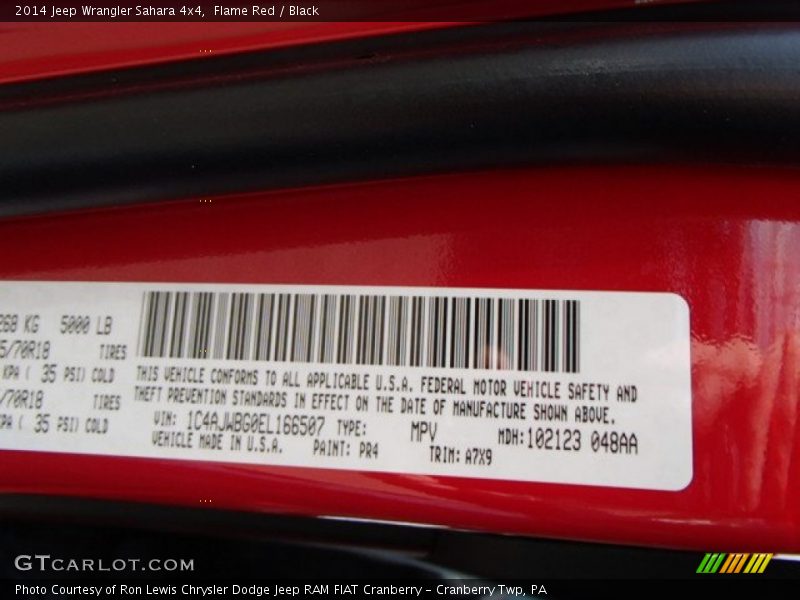 2014 Jeep Wrangler Sahara 4x4,  Flame Red / Black
268 KG 5000 LB
5/70R18 TIRES
KPA ( 35 PSI) COLD
/70R18 TIRES
KPA ( 35 PSI) COLD
THIS VEHICLE CONFORMS TO ALL APPLICABLE U.S.A. FEDERAL MOTOR VEHICLE SAFETY AND
THEFT PREVENTION STANDARDS IN EFFECT ON THE DATE OF MANUFACTURE SHOWN ABOVE.
VIN: 1C4AJWBG0EL166507 TYPE: MPV MDH: 102123 048AA
VEHICLE MADE IN U.S.A. PAINT: PR4 TRIM: A7X9
GTCARLOT.COM
Photo Courtesy of Ron Lewis Chrysler Dodge Jeep RAM FIAT Cranberry – Cranberry Twp, PA